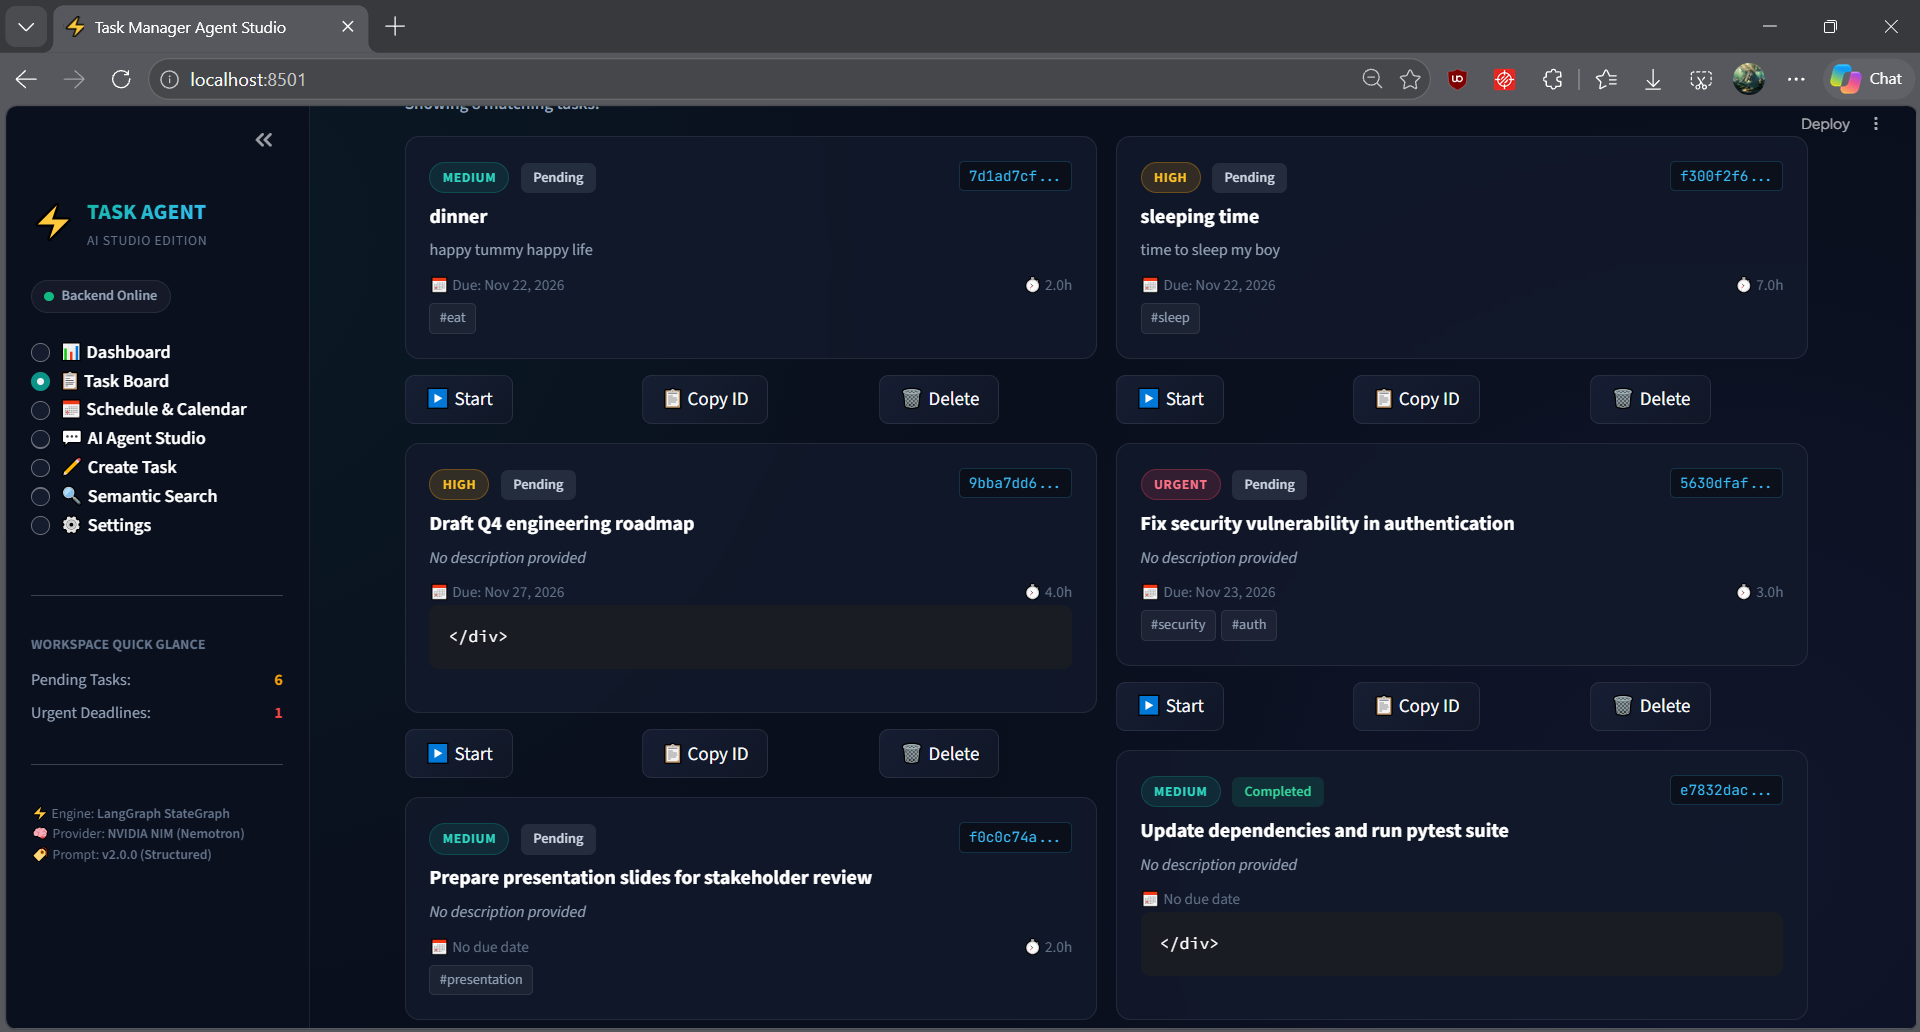 Task Manager Agent Studio
localhost:8501
Chat
Deploy
TASK AGENT
AI STUDIO EDITION
Backend Online
Dashboard
Task Board
Schedule & Calendar
AI Agent Studio
Create Task
Semantic Search
Settings
WORKSPACE QUICK GLANCE
Pending Tasks: 6
Urgent Deadlines: 1
Engine: LangGraph StateGraph
Provider: NVIDIA NIM (Nemotron)
Prompt: v2.0.0 (Structured)
Showing 8 matching tasks.
MEDIUM Pending 7d1ad7cf...
dinner
happy tummy happy life
Due: Nov 22, 2026 2.0h
#eat
Start Copy ID Delete
HIGH Pending f300f2f6...
sleeping time
time to sleep my boy
Due: Nov 22, 2026 7.0h
#sleep
Start Copy ID Delete
HIGH Pending 9bba7dd6...
Draft Q4 engineering roadmap
No description provided
Due: Nov 27, 2026 4.0h
</div>
Start Copy ID Delete
URGENT Pending 5630dfaf...
Fix security vulnerability in authentication
No description provided
Due: Nov 23, 2026 3.0h
#security #auth
Start Copy ID Delete
MEDIUM Pending f0c0c74a...
Prepare presentation slides for stakeholder review
No description provided
No due date 2.0h
#presentation
MEDIUM Completed e7832dac...
Update dependencies and run pytest suite
No description provided
No due date
</div>